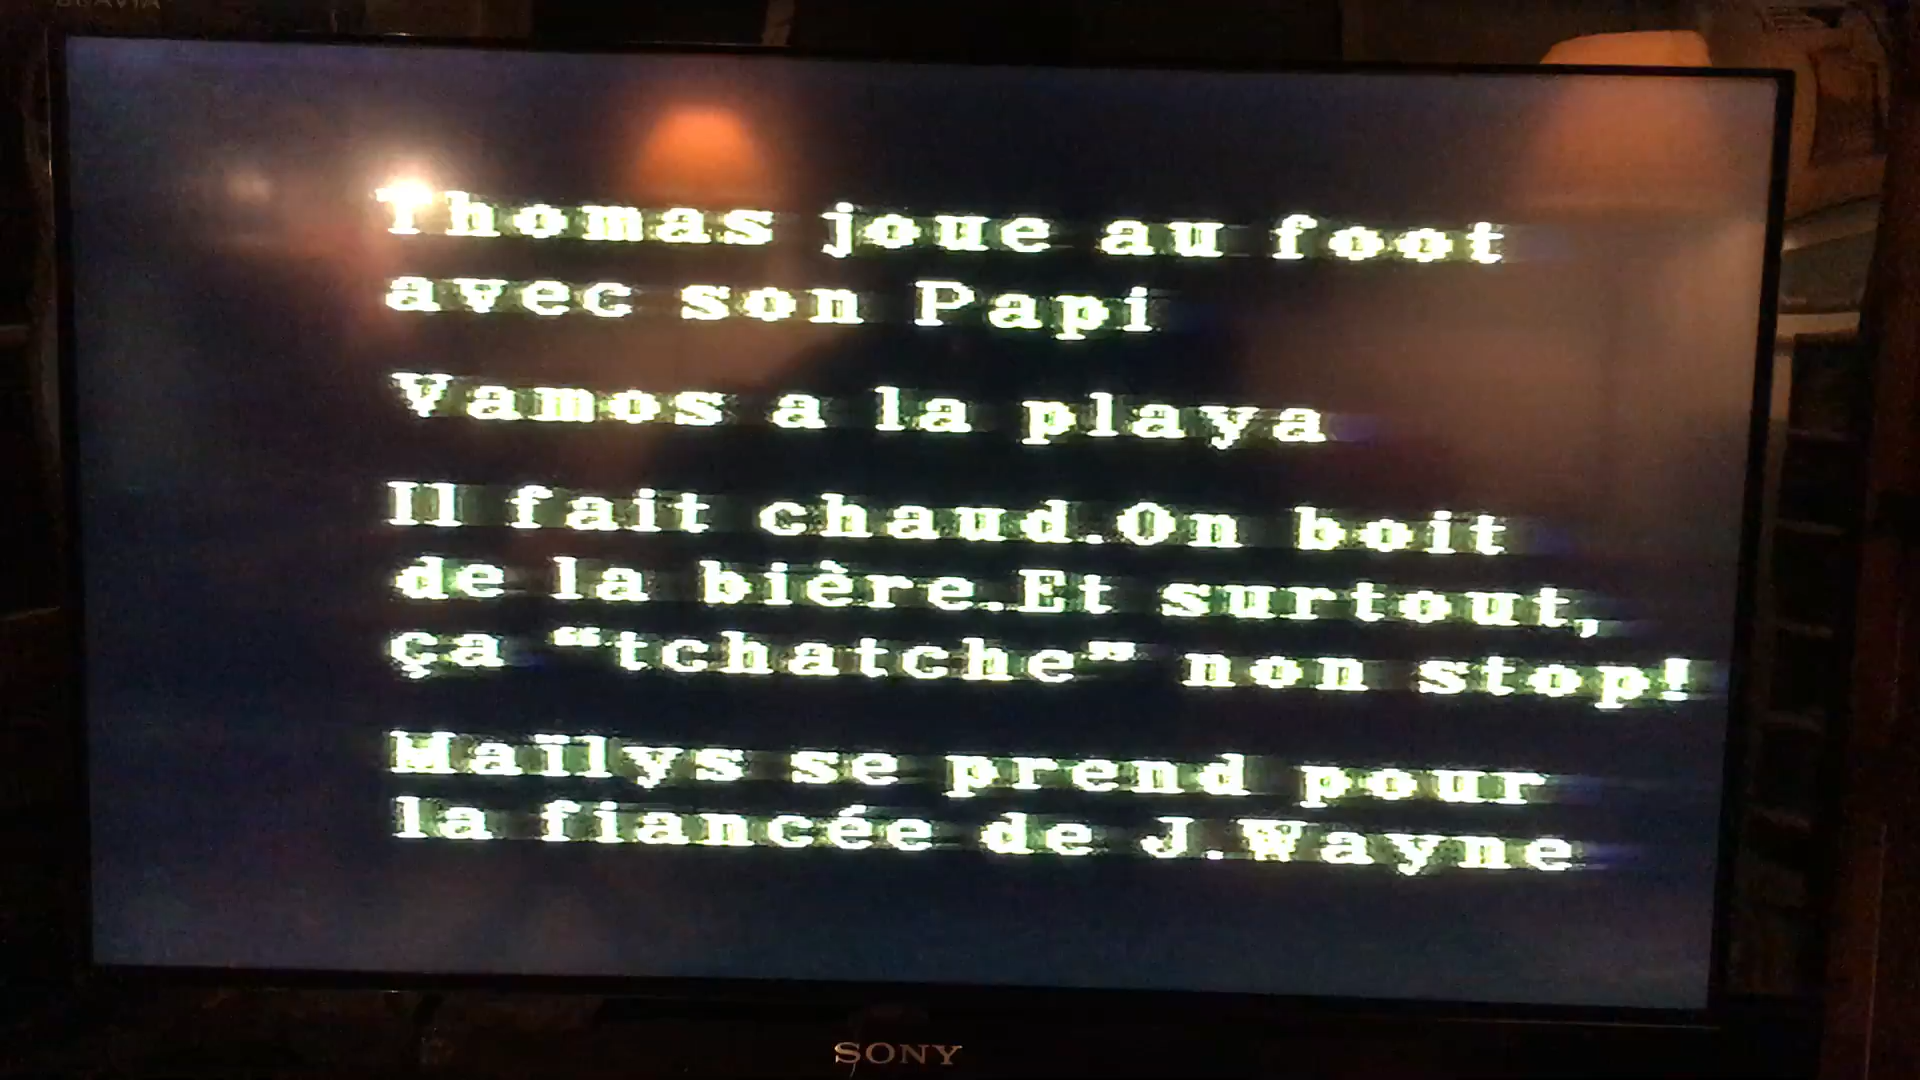 BRAVIA
Thomas joue au foot
avec son Papi
Vamos a la playa
Il fait chaud.On boit
de la bière.Et surtout,
ça “tchatche” non stop!
Maïlys se prend pour
la fiancée de J.Wayne
SONY